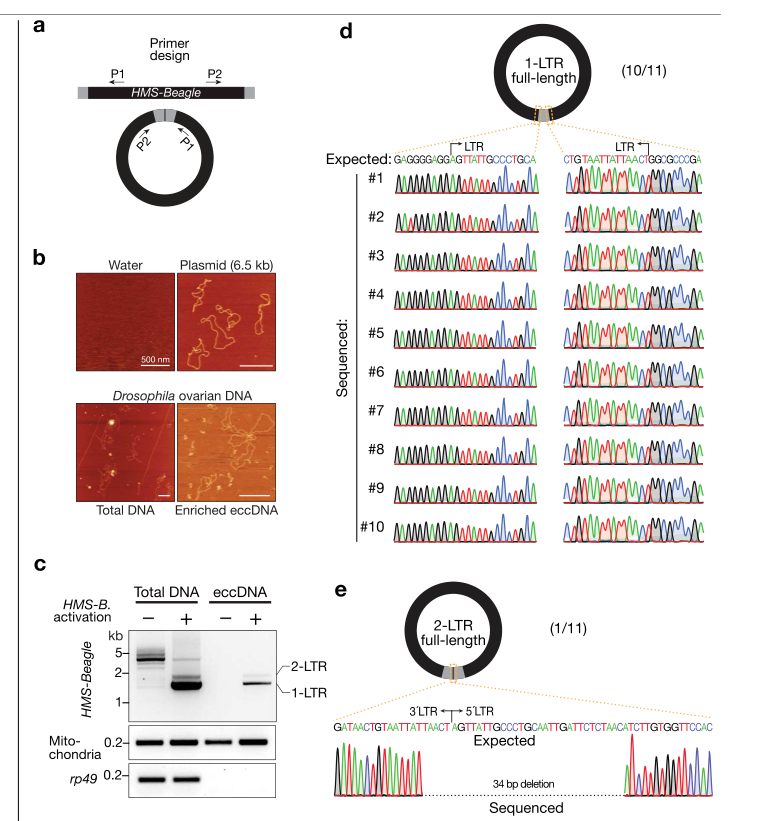 a
Primer
design
P1
P2
HMS-Beagle
P2
P1
b
Water
Plasmid (6.5 kb)
500 nm
Drosophila ovarian DNA
Total DNA
Enriched eccDNA
c
Total DNA
eccDNA
HMS-B.
activation
− + − +
kb
5
2
1
HMS-Beagle
2-LTR
1-LTR
Mito-
chondria
0.2
rp49
0.2
d
1-LTR
full-length
(10/11)
LTR
LTR
Expected:
GAGGGGAGGAGTTATTGCCCTGCA
CTGTAATTATTAACTGGCGCCCGA
Sequenced:
#1
#2
#3
#4
#5
#6
#7
#8
#9
#10
e
2-LTR
full-length
(1/11)
3´LTR
5´LTR
GATAACTGTAATTATTAACTAGTTATTGCCCTGCAATTGATTCTCTAACATCTTGTGGTTCCAC
Expected
34 bp deletion
Sequenced